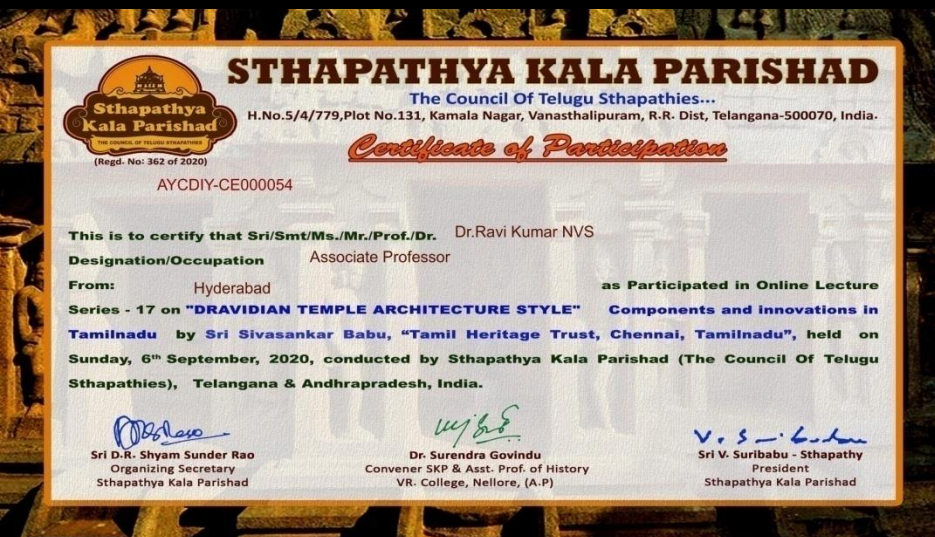 STHAPATHYA KALA PARISHAD
The Council Of Telugu Sthapathies...
H.No.5/4/779,Plot No.131, Kamala Nagar, Vanasthalipuram, R.R. Dist, Telangana-500070, India.
Sthapathya
Kala Parishad
THE COUNCIL OF TELUGU STHAPATHIES
(Regd. No: 362 of 2020)
Certificate of Participation
AYCDIY-CE000054
This is to certify that Sri/Smt/Ms./Mr./Prof./Dr. Dr.Ravi Kumar NVS
Designation/Occupation Associate Professor
From: Hyderabad as Participated in Online Lecture
Series - 17 on "DRAVIDIAN TEMPLE ARCHITECTURE STYLE" Components and innovations in
Tamilnadu by Sri Sivasankar Babu, “Tamil Heritage Trust, Chennai, Tamilnadu”, held on
Sunday, 6th September, 2020, conducted by Sthapathya Kala Parishad (The Council Of Telugu
Sthapathies), Telangana & Andhrapradesh, India.
Sri D.R. Shyam Sunder Rao
Organizing Secretary
Sthapathya Kala Parishad
Dr. Surendra Govindu
Convener SKP & Asst. Prof. of History
VR. College, Nellore, (A.P)
Sri V. Suribabu - Sthapathy
President
Sthapathya Kala Parishad